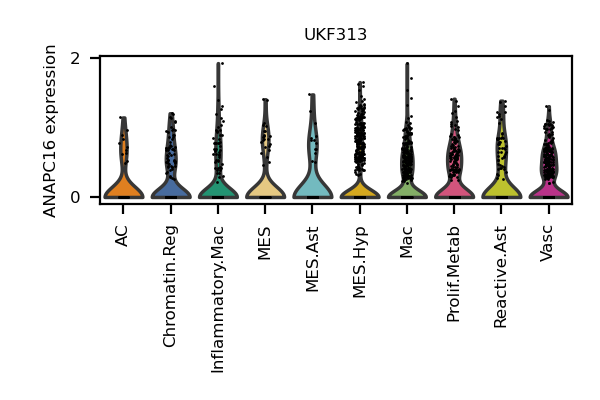 UKF313
ANAPC16 expression
2
0
AC
Chromatin.Reg
Inflammatory.Mac
MES
MES.Ast
MES.Hyp
Mac
Prolif.Metab
Reactive.Ast
Vasc